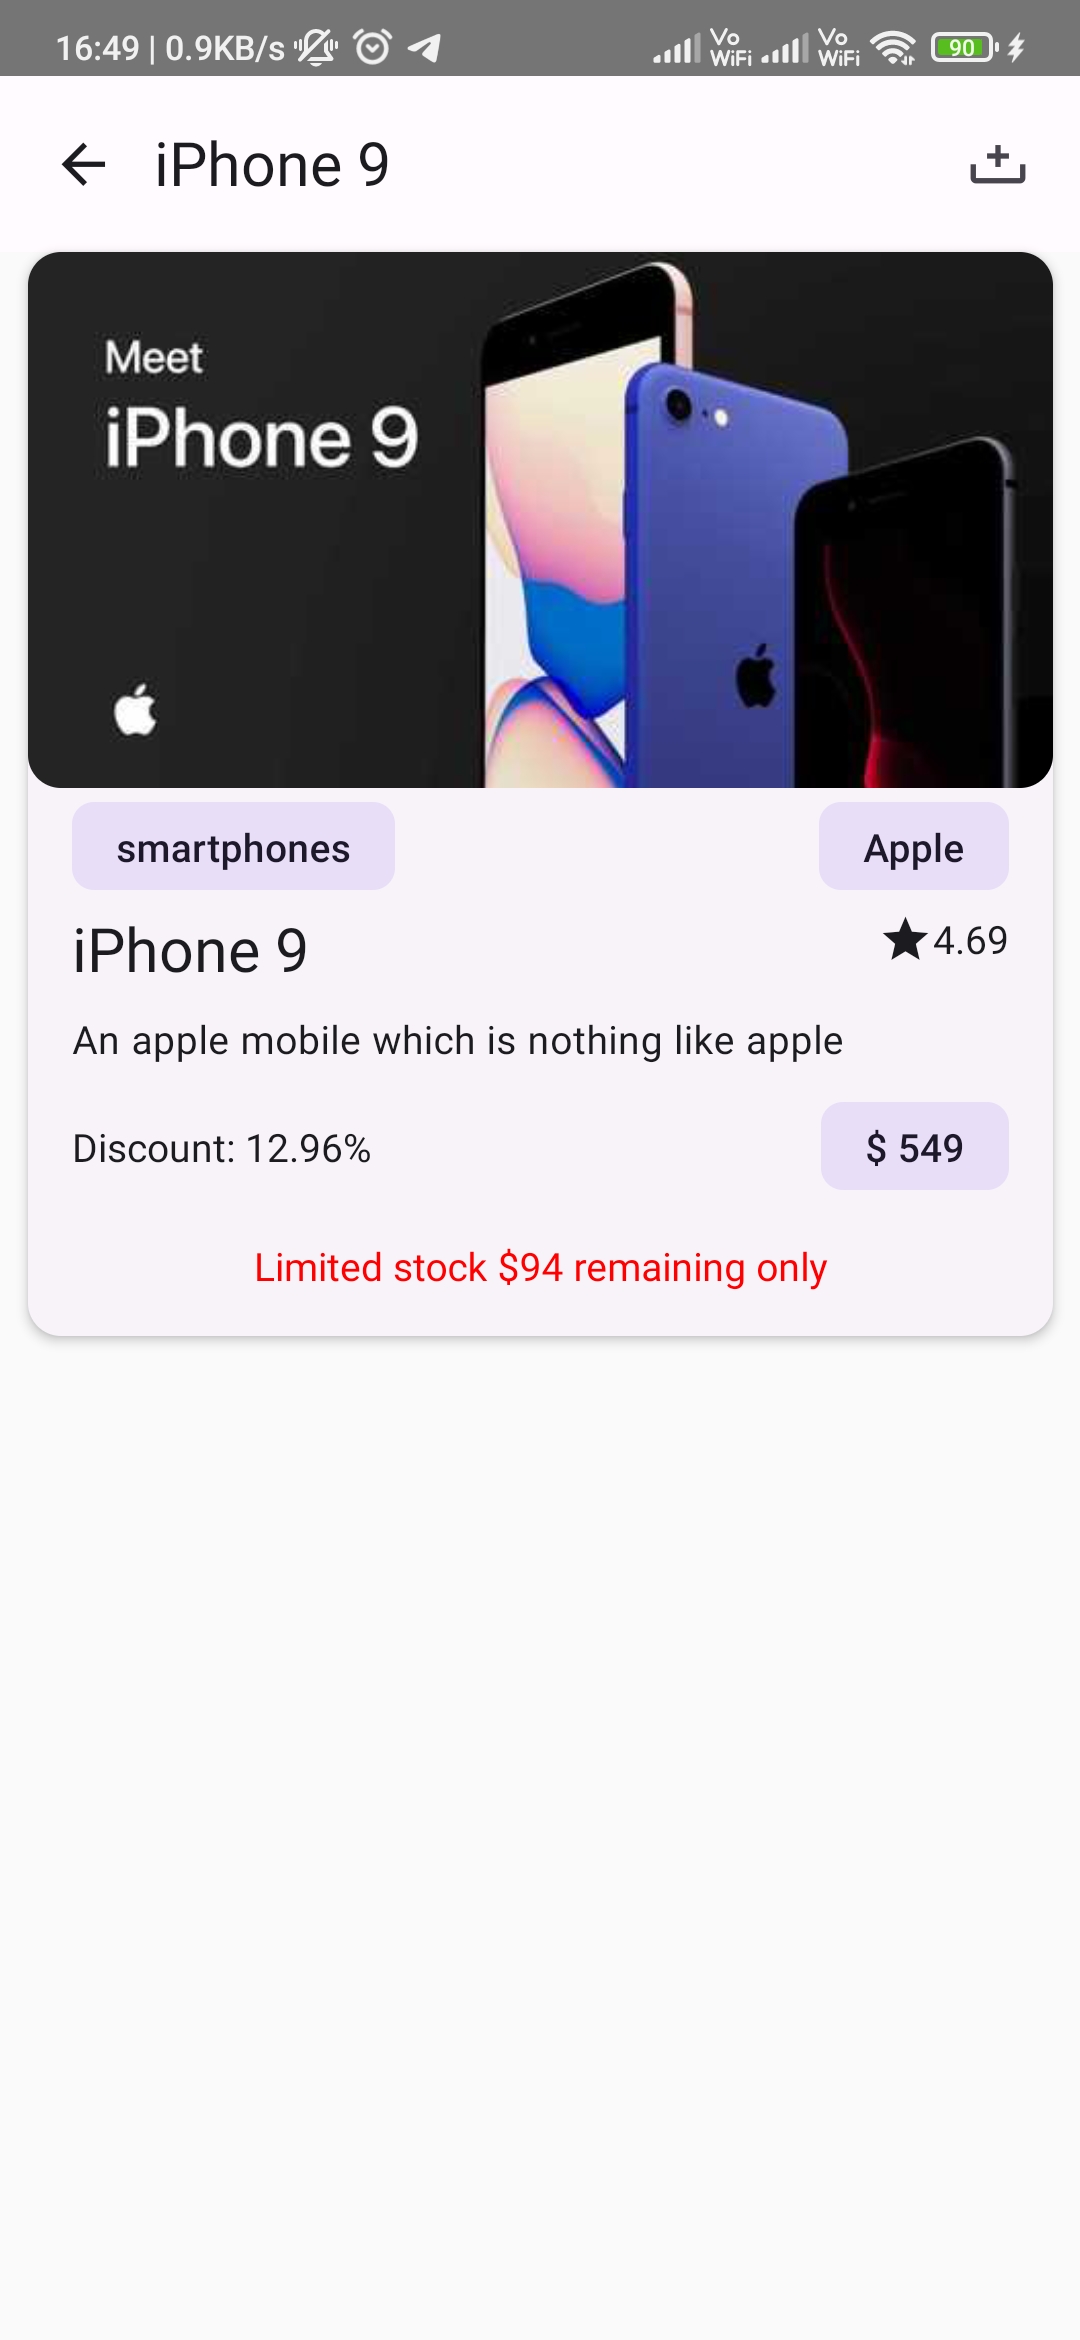 16:49 | 0.9KB/s Vo WiFi Vo WiFi 90
iPhone 9
Meet
iPhone 9
smartphones Apple
iPhone 9 4.69
An apple mobile which is nothing like apple
Discount: 12.96% $ 549
Limited stock $94 remaining only